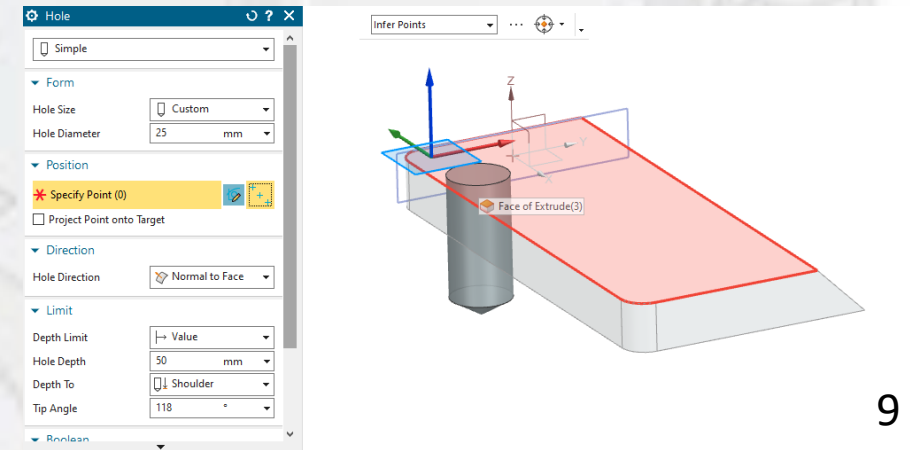 Hole
Simple
Form
Hole Size Custom
Hole Diameter 25 mm
Position
* Specify Point (0)
Project Point onto Target
Direction
Hole Direction Normal to Face
Limit
Depth Limit Value
Hole Depth 50 mm
Depth To Shoulder
Tip Angle 118 °
Boolean
Infer Points
Z
Y
X
Face of Extrude(3)
9